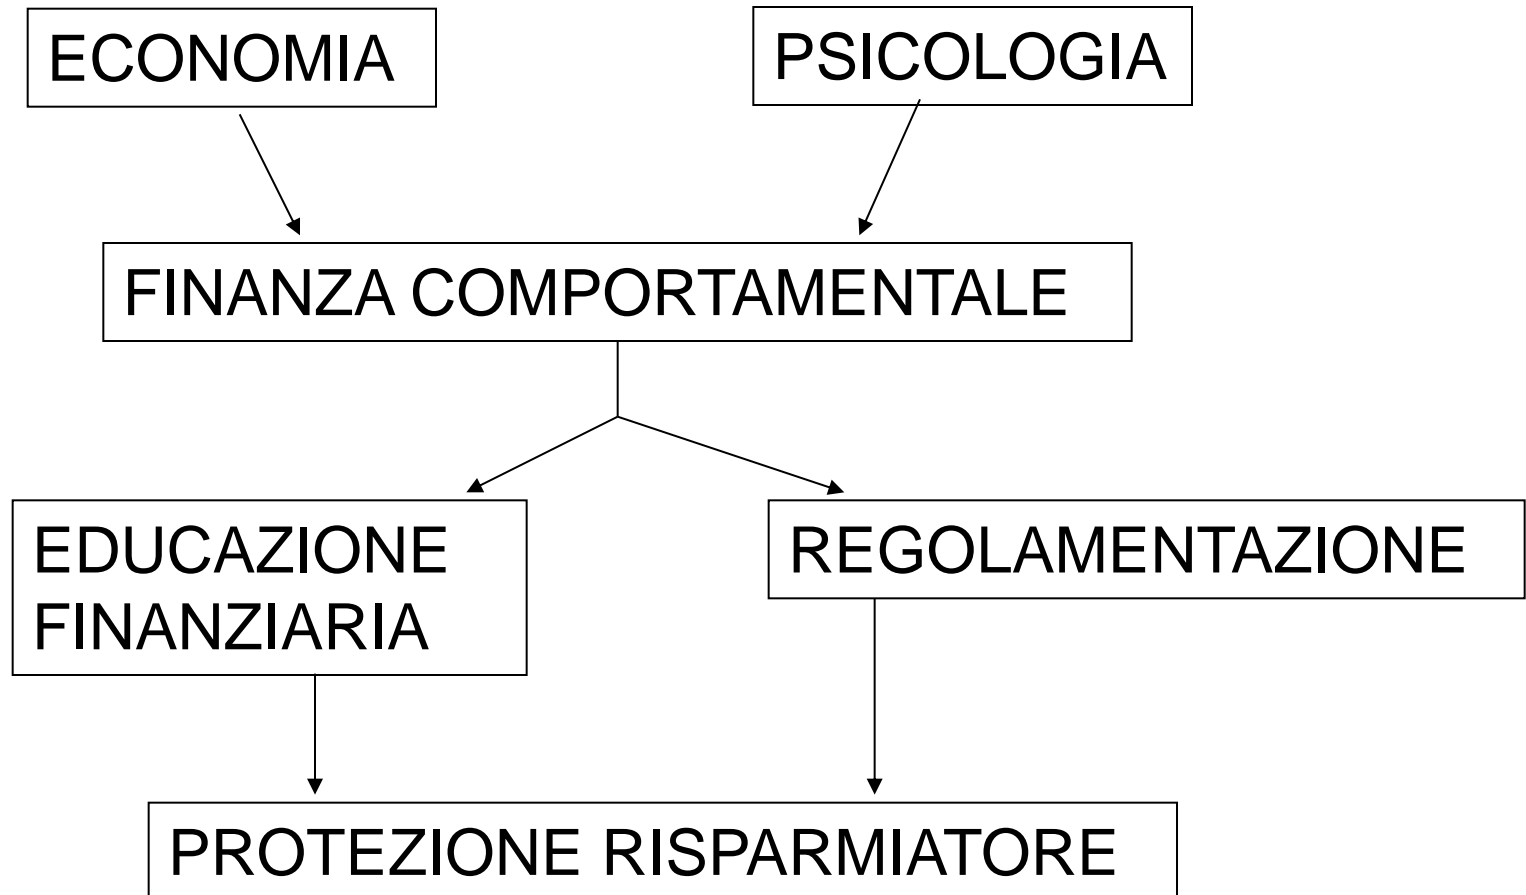 ECONOMIA
PSICOLOGIA
FINANZA COMPORTAMENTALE
EDUCAZIONE
FINANZIARIA
REGOLAMENTAZIONE
PROTEZIONE RISPARMIATORE